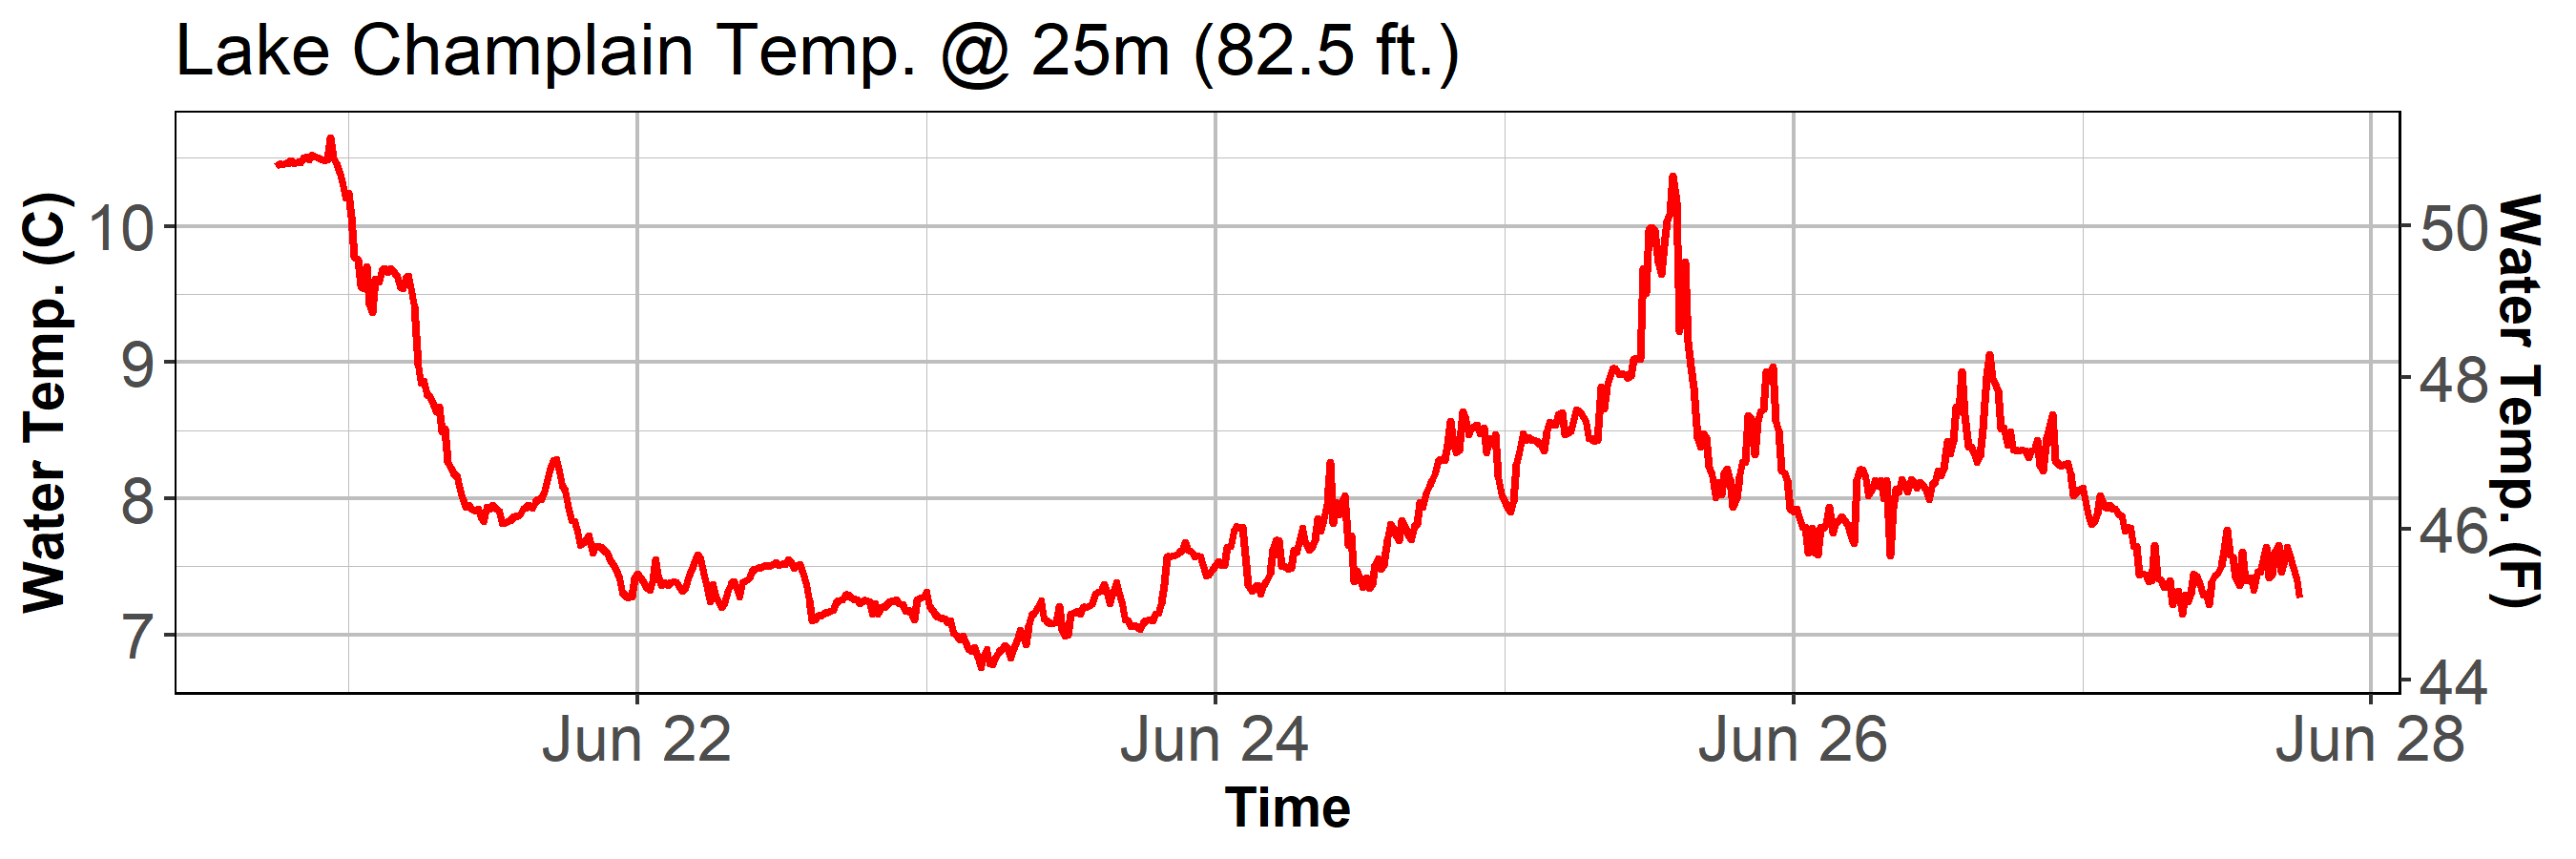 Lake Champlain Temp. @ 25m (82.5 ft.)
Water Temp. (C)
10
9
8
7
50
48
46
44
Water Temp. (F)
Jun 22
Jun 24
Jun 26
Jun 28
Time